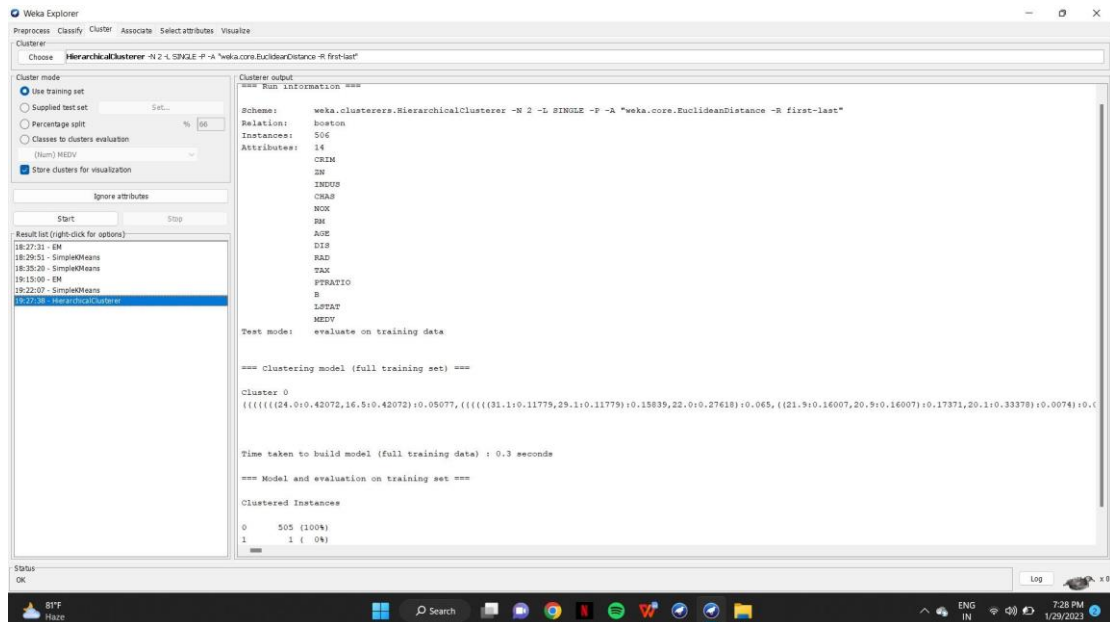 Weka Explorer
Preprocess Classify Cluster Associate Select attributes Visualize
Clusterer
Choose HierarchicalClusterer -N 2 -L SINGLE -P -A "weka.core.EuclideanDistance -R first-last"
Cluster mode
Use training set
Supplied test set Set...
Percentage split % 66
Classes to clusters evaluation
(Num) MEDV
Store clusters for visualization
Ignore attributes
Start Stop
Result list (right-click for options)
18:27:31 - EM
18:29:51 - SimpleKMeans
18:35:20 - SimpleKMeans
19:15:00 - EM
19:22:07 - SimpleKMeans
19:27:38 - HierarchicalClusterer
Clusterer output
=== Run information ===
Scheme: weka.clusterers.HierarchicalClusterer -N 2 -L SINGLE -P -A "weka.core.EuclideanDistance -R first-last"
Relation: boston
Instances: 506
Attributes: 14
CRIM
ZN
INDUS
CHAS
NOX
RM
AGE
DIS
RAD
TAX
PTRATIO
B
LSTAT
MEDV
Test mode: evaluate on training data
=== Clustering model (full training set) ===
Cluster 0
(((((((24.0:0.42072,16.5:0.42072):0.05077,((((((31.1:0.11779,29.1:0.11779):0.15839,22.0:0.27618):0.065,((21.9:0.16007,20.9:0.16007):0.17371,20.1:0.33378):0.0074):0.0
Time taken to build model (full training data) : 0.3 seconds
=== Model and evaluation on training set ===
Clustered Instances
0 505 (100%)
1 1 ( 0%)
Status
OK
Log x 0
81°F
Haze
Search
ENG
IN
7:28 PM
1/29/2023
2